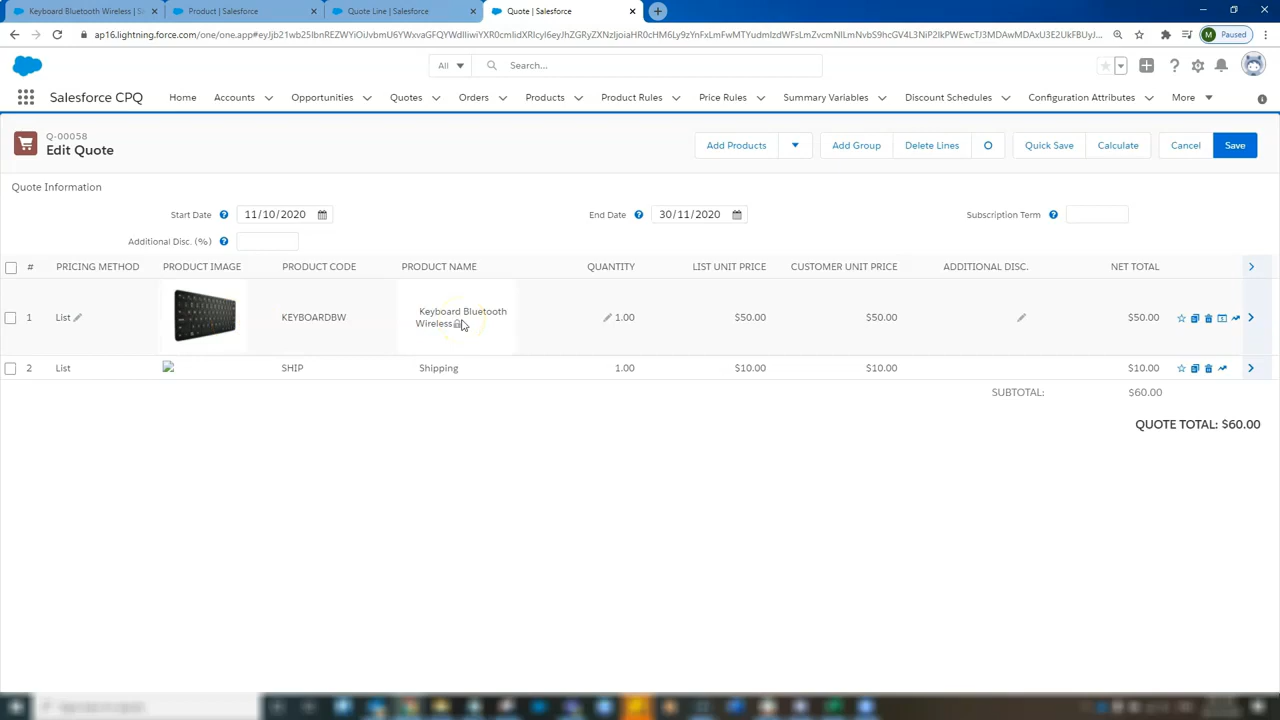 Keyboard Bluetooth Wireless | S
Product | Salesforce
Quote Line | Salesforce
Quote | Salesforce
Paused
All
Search...
Salesforce CPQ
Home
Accounts
Opportunities
Quotes
Orders
Products
Product Rules
Price Rules
Summary Variables
Discount Schedules
Configuration Attributes
More
Q-00058
Edit Quote
Add Products
Add Group
Delete Lines
Quick Save
Calculate
Cancel
Save
Quote Information
Start Date
11/10/2020
End Date
30/11/2020
Subscription Term
Additional Disc. (%)
# PRICING METHOD PRODUCT IMAGE PRODUCT CODE PRODUCT NAME QUANTITY LIST UNIT PRICE CUSTOMER UNIT PRICE ADDITIONAL DISC. NET TOTAL
1 List KEYBOARDBW Keyboard Bluetooth
Wireless
1.00 $50.00 $50.00 $50.00
2 List SHIP Shipping 1.00 $10.00 $10.00 $10.00
SUBTOTAL: $60.00
QUOTE TOTAL: $60.00